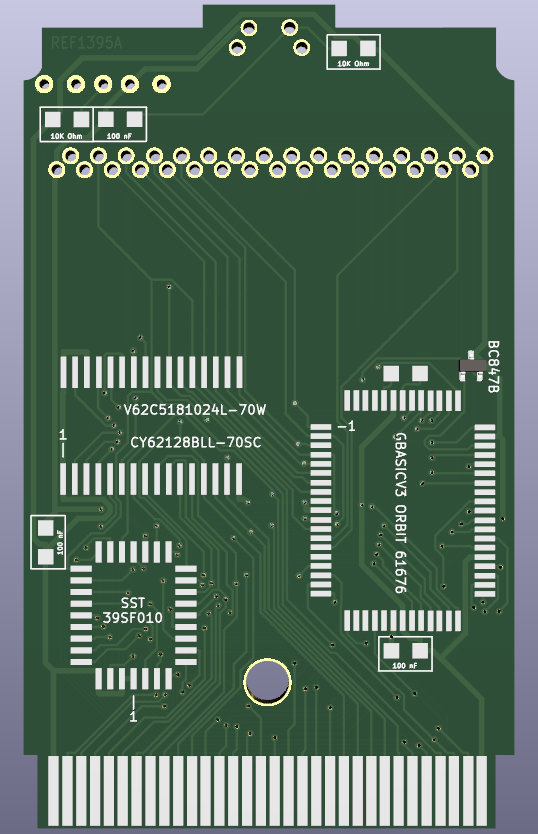 REF1395A
10K Ohm
10K Ohm
100 nF
BC847B
V62C5181024L-70W
1
-1
CY62128BLL-70SC
GBASICV3 ORBIT 61676
100 nF
SST
39SF010
100 nF
1